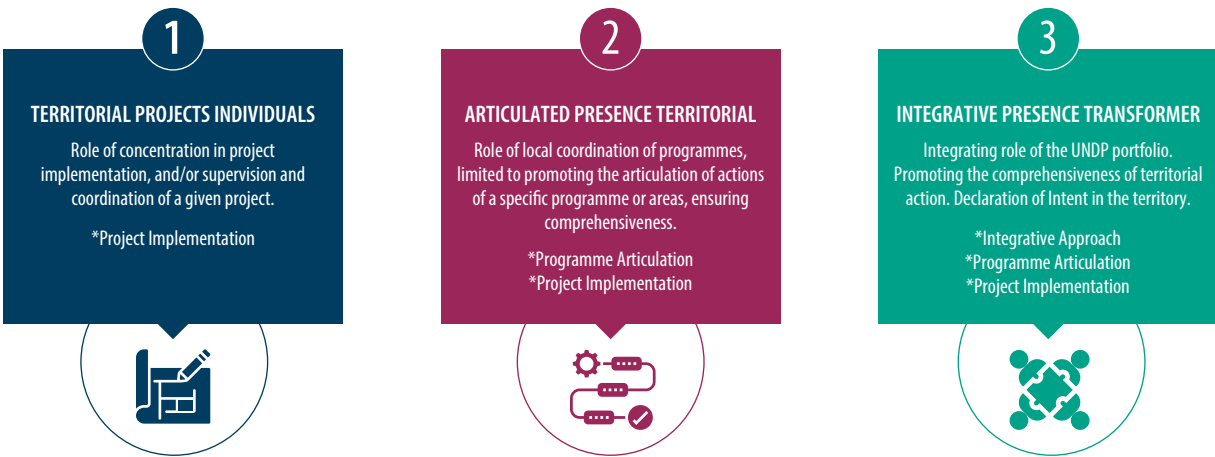 1
TERRITORIAL PROJECTS INDIVIDUALS
Role of concentration in project
implementation, and/or supervision and
coordination of a given project.
*Project Implementation
2
ARTICULATED PRESENCE TERRITORIAL
Role of local coordination of programmes,
limited to promoting the articulation of actions
of a specific programme or areas, ensuring
comprehensiveness.
*Programme Articulation
*Project Implementation
3
INTEGRATIVE PRESENCE TRANSFORMER
Integrating role of the UNDP portfolio.
Promoting the comprehensiveness of territorial
action. Declaration of Intent in the territory.
*Integrative Approach
*Programme Articulation
*Project Implementation